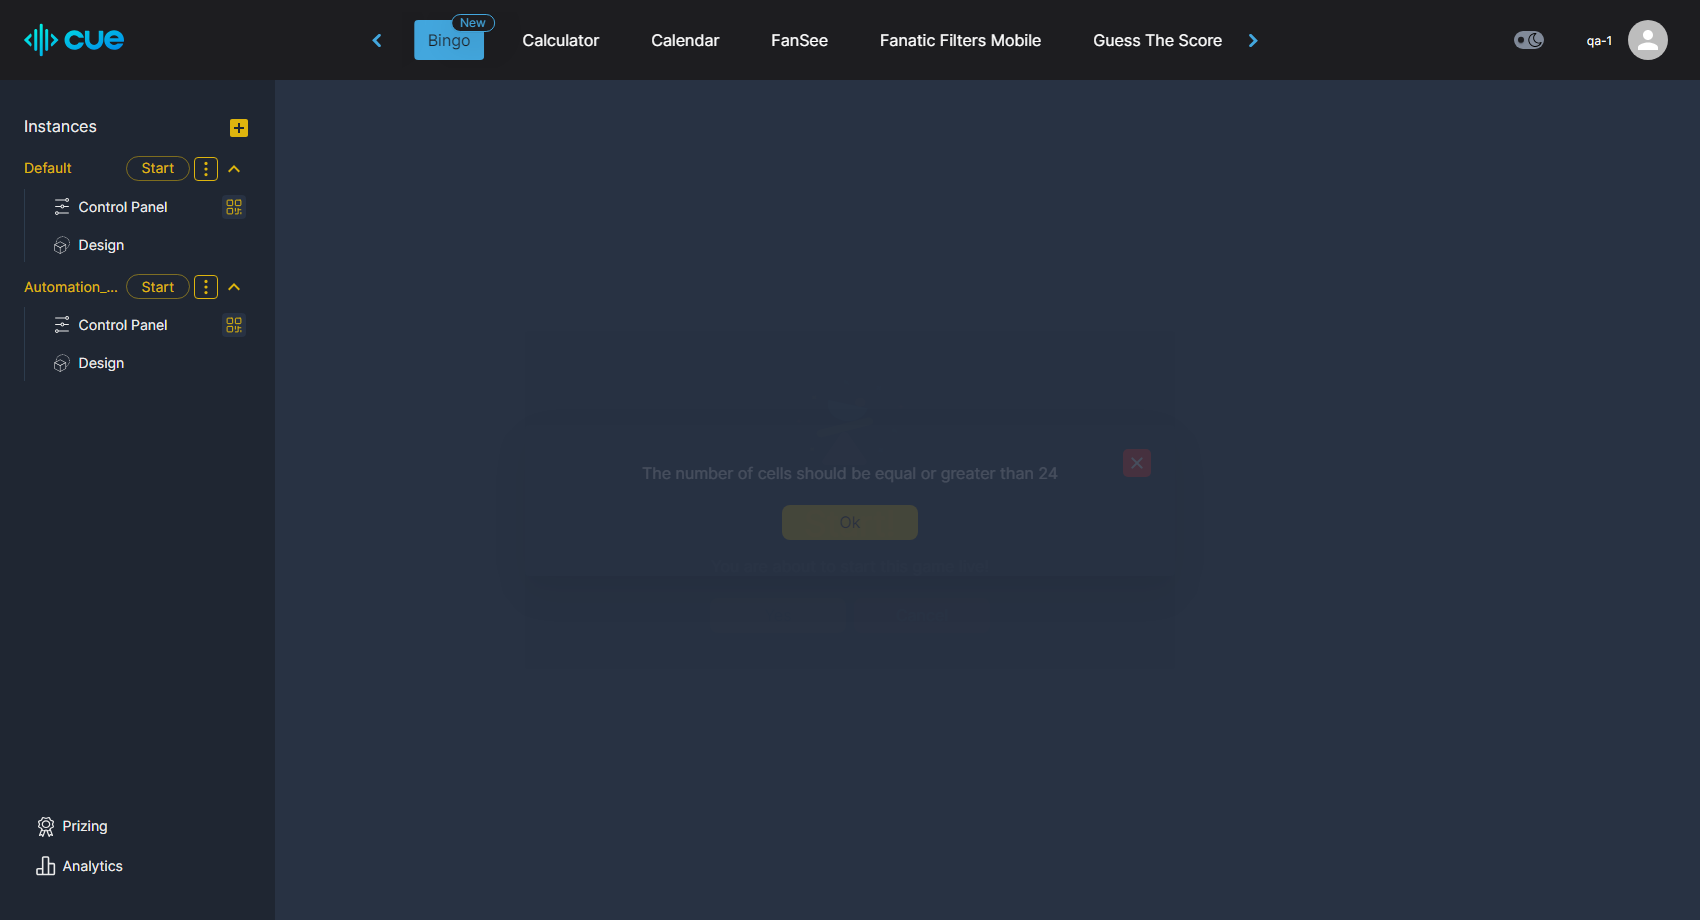 cue
Bingo
New
Calculator
Calendar
FanSee
Fanatic Filters Mobile
Guess The Score
qa-1
Instances
Default
Start
Control Panel
Design
Automation_...
Start
Control Panel
Design
The number of cells should be equal or greater than 24
Ok
Prizing
Analytics